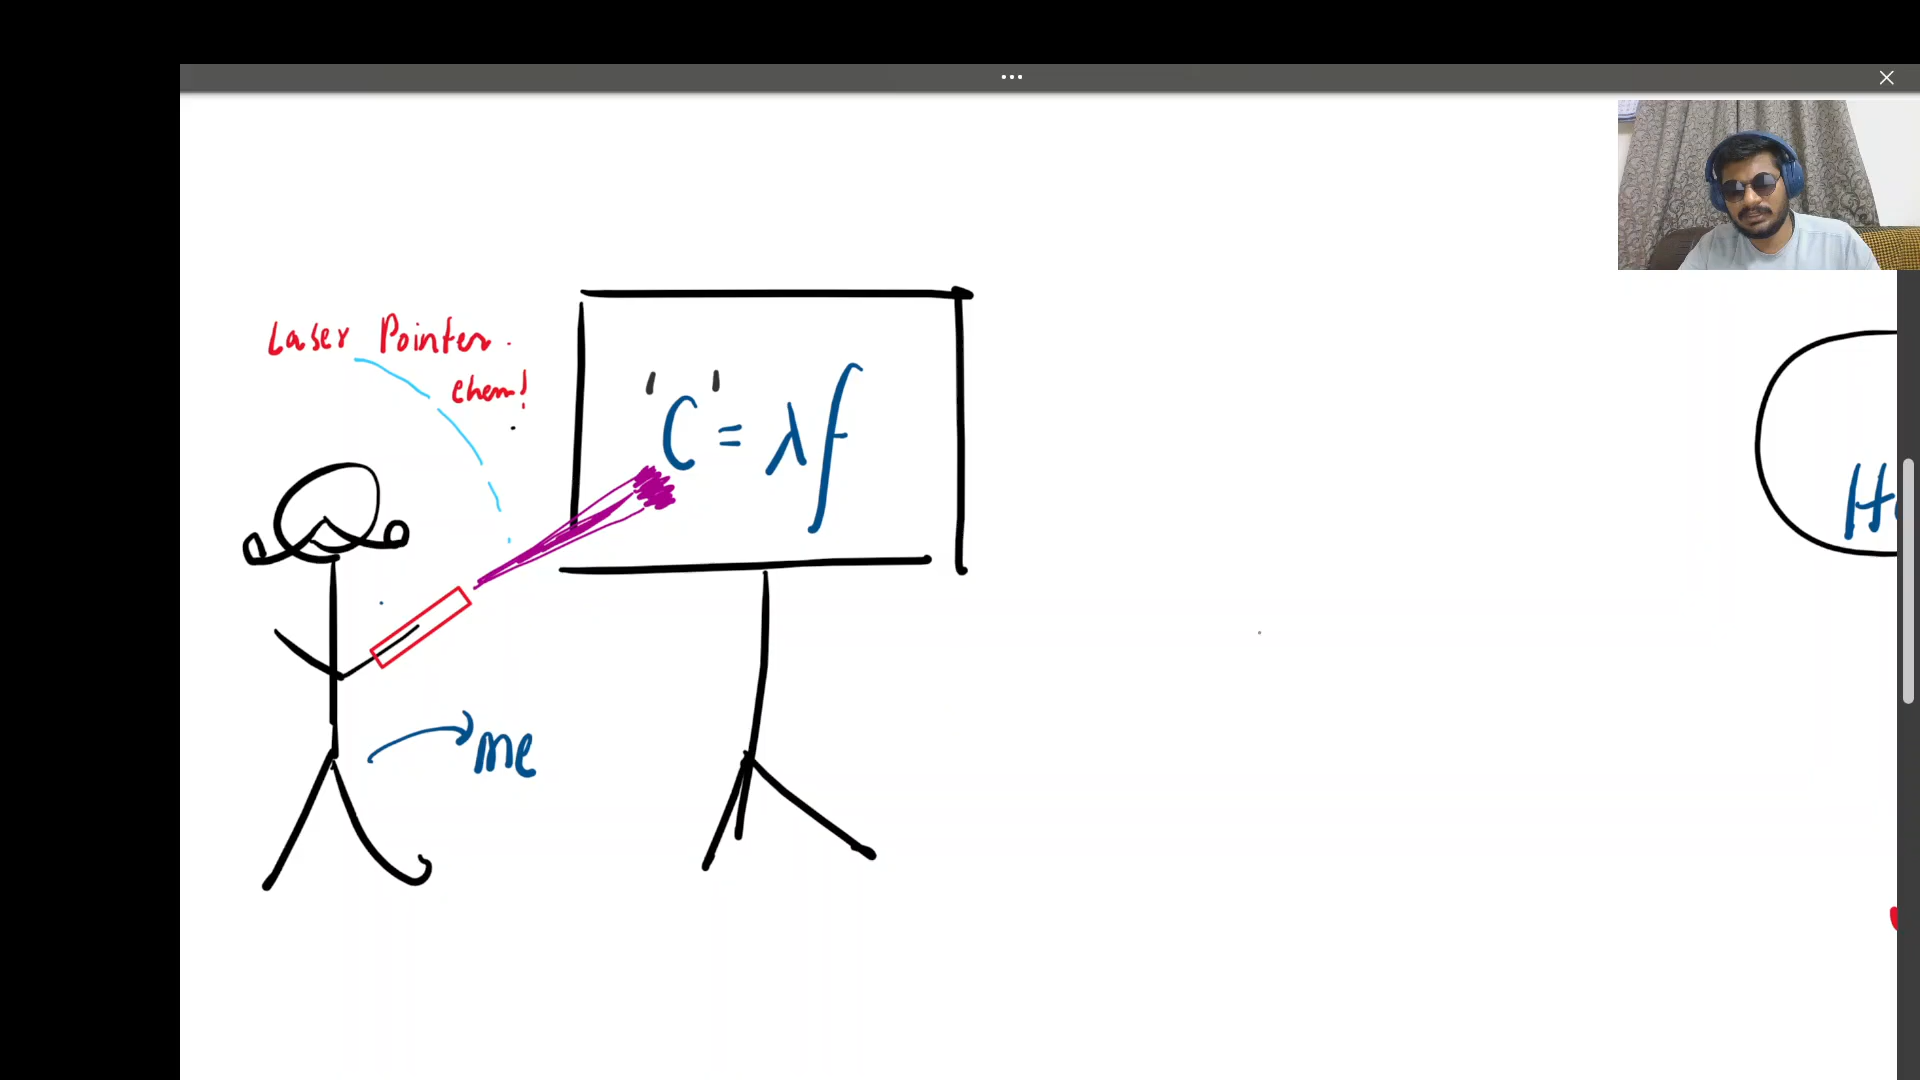 Laser Pointer.
ehem!
'C' = λf
me